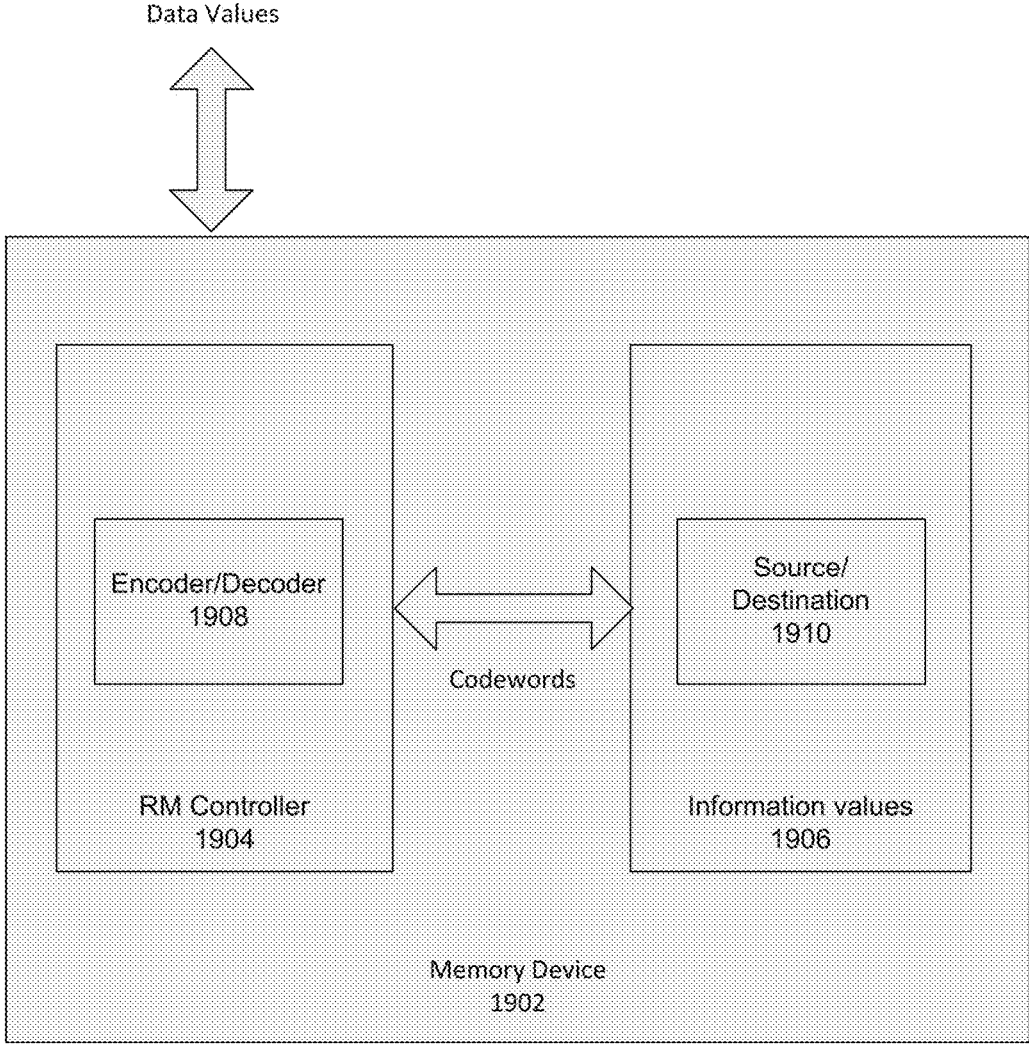 Data Values
Encoder/Decoder
1908
Source/
Destination
1910
Codewords
RM Controller
1904
Information values
1906
Memory Device
1902